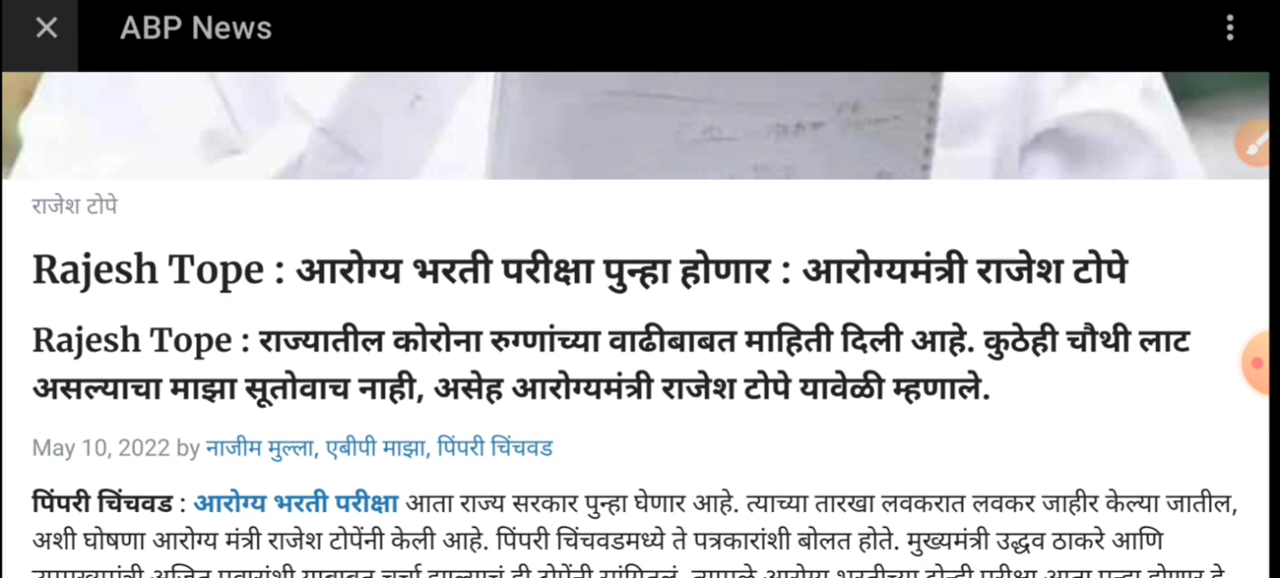 ABP News
राजेश टोपे
Rajesh Tope : आरोग्य भरती परीक्षा पुन्हा होणार : आरोग्यमंत्री राजेश टोपे
Rajesh Tope : राज्यातील कोरोना रुग्णांच्या वाढीबाबत माहिती दिली आहे. कुठेही चौथी लाट
असल्याचा माझा सूतोवाच नाही, असेह आरोग्यमंत्री राजेश टोपे यावेळी म्हणाले.
May 10, 2022 by नाजीम मुल्ला, एबीपी माझा, पिंपरी चिंचवड
पिंपरी चिंचवड : आरोग्य भरती परीक्षा आता राज्य सरकार पुन्हा घेणार आहे. त्याच्या तारखा लवकरात लवकर जाहीर केल्या जातील,
अशी घोषणा आरोग्य मंत्री राजेश टोपेंनी केली आहे. पिंपरी चिंचवडमध्ये ते पत्रकारांशी बोलत होते. मुख्यमंत्री उद्धव ठाकरे आणि